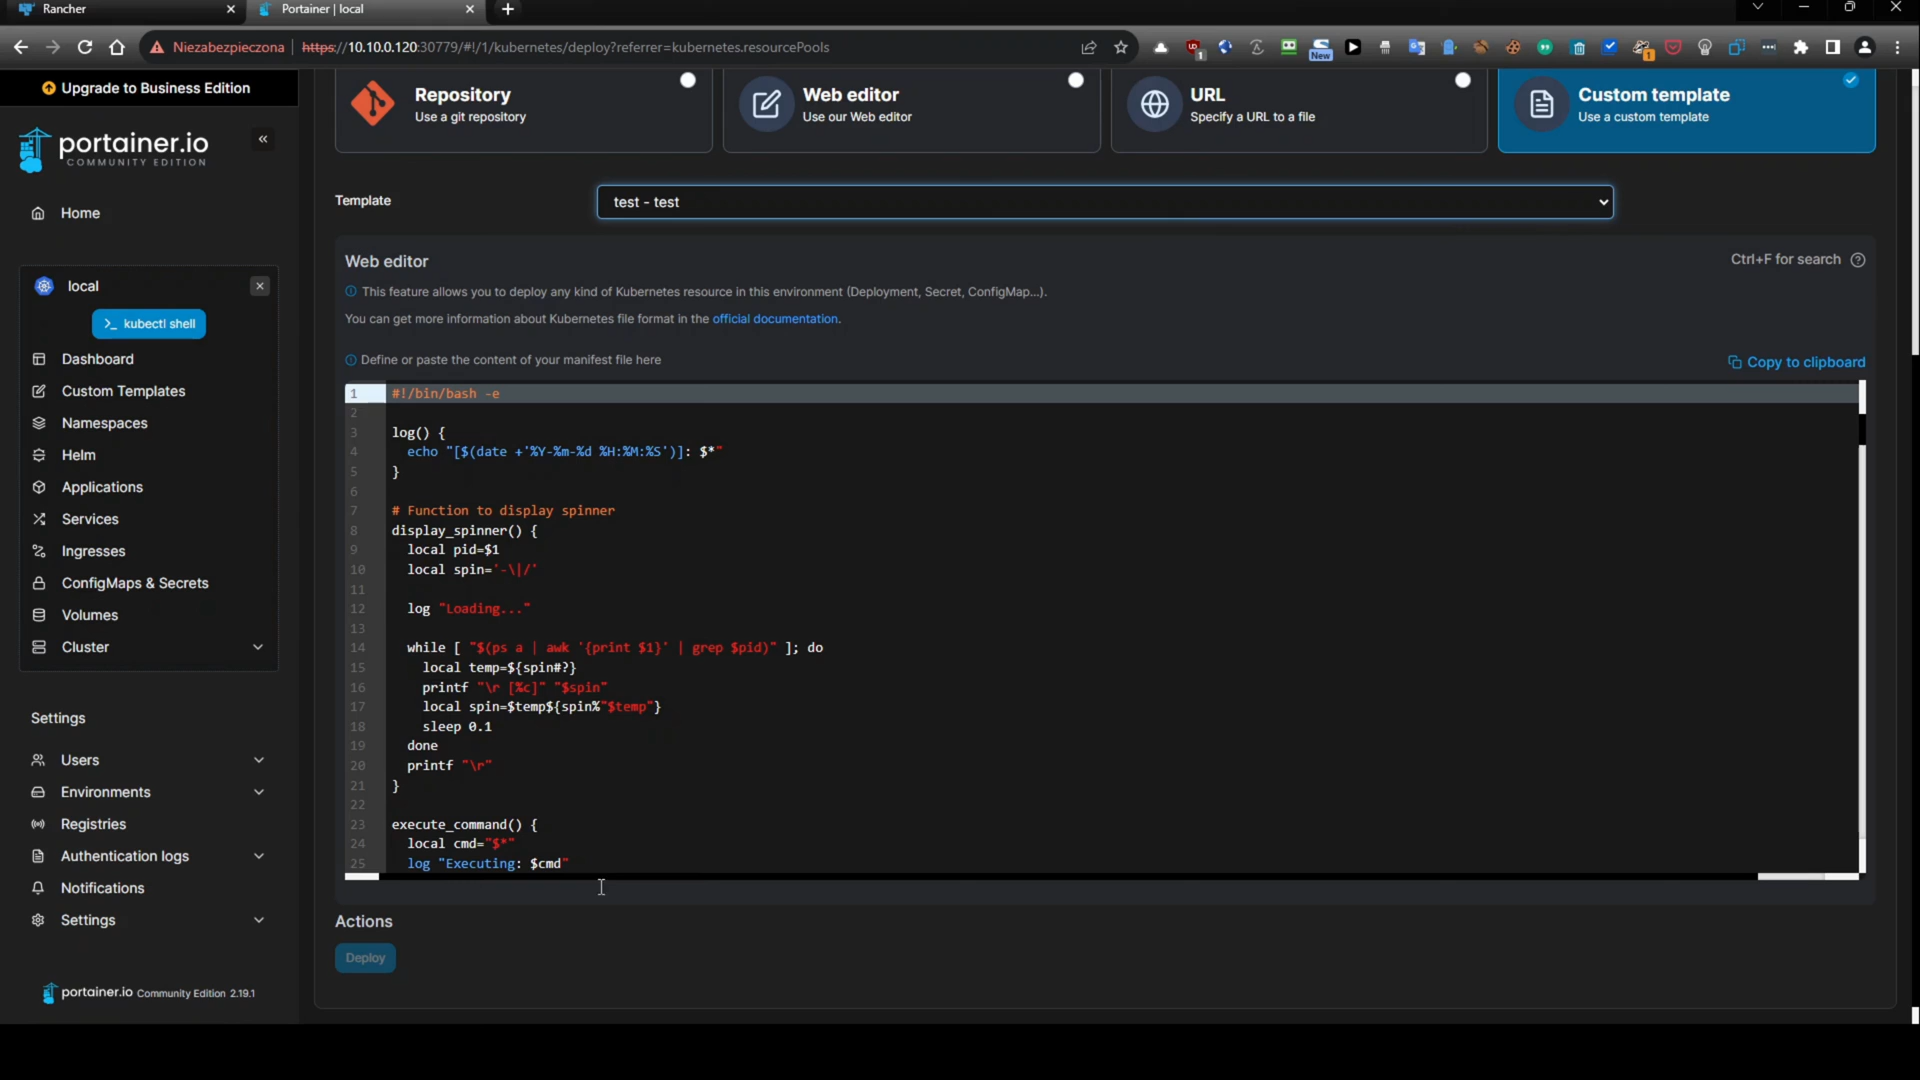 Rancher
Portainer | local
Niezabezpieczona
https://10.10.0.120:30779/#!/1/kubernetes/deploy?referrer=kubernetes.resourcePools
1
New
1
Upgrade to Business Edition
portainer.io
COMMUNITY EDITION
Home
local
>_ kubectl shell
Dashboard
Custom Templates
Namespaces
Helm
Applications
Services
Ingresses
ConfigMaps & Secrets
Volumes
Cluster
Settings
Users
Environments
Registries
Authentication logs
Notifications
Settings
portainer.io Community Edition 2.19.1
Repository
Use a git repository
Web editor
Use our Web editor
URL
Specify a URL to a file
Custom template
Use a custom template
Template
test - test
Web editor
Ctrl+F for search
This feature allows you to deploy any kind of Kubernetes resource in this environment (Deployment, Secret, ConfigMap...).
You can get more information about Kubernetes file format in the official documentation.
Define or paste the content of your manifest file here
Copy to clipboard
1 #!/bin/bash -e
2
3 log() {
4 echo "[$(date +'%Y-%m-%d %H:%M:%S')]: $*"
5 }
6
7 # Function to display spinner
8 display_spinner() {
9 local pid=$1
10 local spin='-\|/'
11
12 log "Loading..."
13
14 while [ "$(ps a | awk '{print $1}' | grep $pid)" ]; do
15 local temp=${spin#?}
16 printf "\r [%c]" "$spin"
17 local spin=$temp${spin%"$temp"}
18 sleep 0.1
19 done
20 printf "\r"
21 }
22
23 execute_command() {
24 local cmd="$*"
25 log "Executing: $cmd"
Actions
Deploy